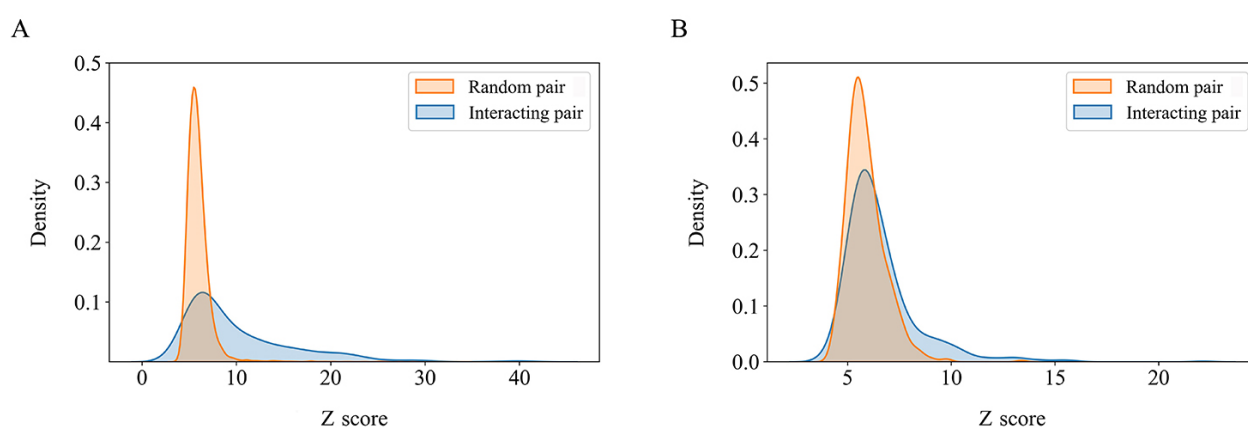 A
B
0.5
0.4
0.3
0.2
0.1
Density
Random pair
Interacting pair
0 10 20 30 40
Z score
0.5
0.4
0.3
0.2
0.1
0.0
Density
Random pair
Interacting pair
5 10 15 20
Z score